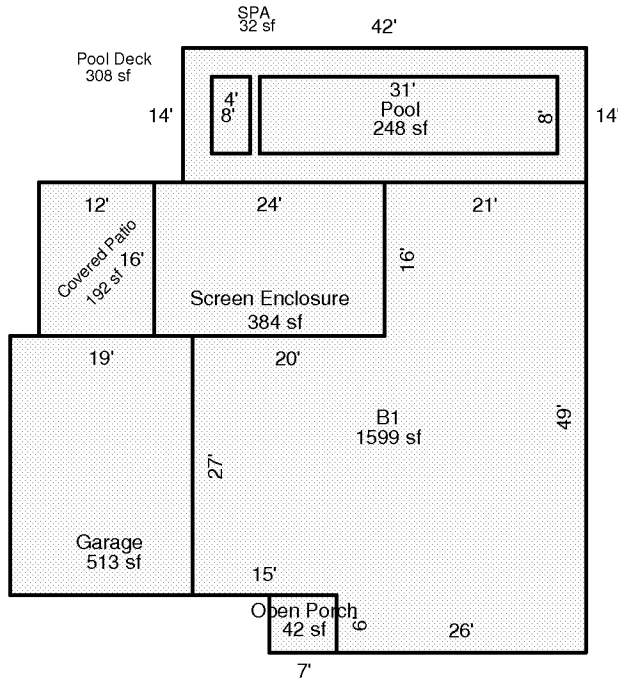 SPA
32 sf
42'
Pool Deck
308 sf
14'
4'
8'
31'
Pool
248 sf
8'
14'
12'
Covered Patio
192 sf
16'
24'
Screen Enclosure
384 sf
21'
16'
19'
20'
B1
1599 sf
49'
27'
Garage
513 sf
15'
Open Porch
42 sf
6'
26'
7'